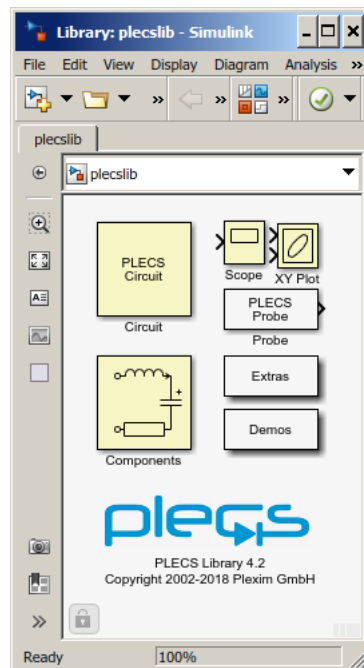 Library: plecslib - Simulink
File Edit View Display Diagram Analysis »
» » »
plecslib
plecslib
PLECS
Circuit
Circuit
Scope
XY Plot
PLECS
Probe
Probe
Components
Extras
Demos
plecs
PLECS Library 4.2
Copyright 2002-2018 Plexim GmbH
Ready 100%